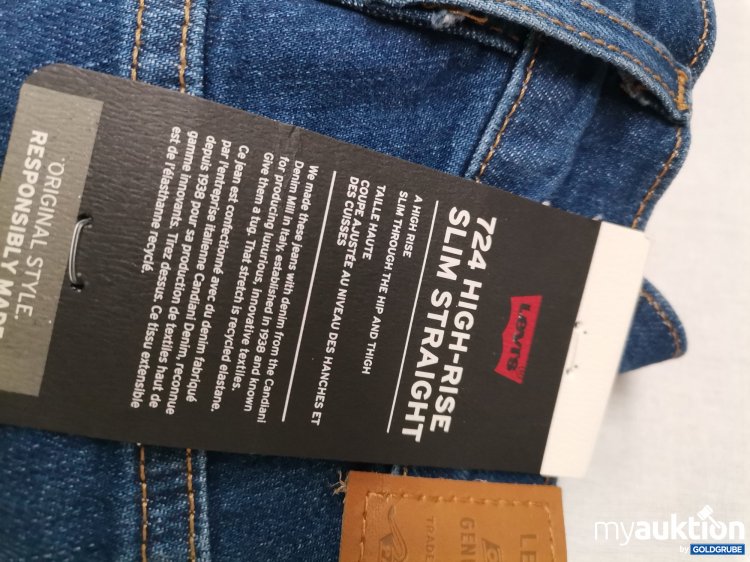 LEVI'S
724 HIGH-RISE
SLIM STRAIGHT
A HIGH RISE
SLIM THROUGH THE HIP AND THIGH
TAILLE HAUTE
COUPE AJUSTÉE AU NIVEAU DES HANCHES ET
DES CUISSES
We made these jeans with denim from the Candiani
Denim Mill in Italy, established in 1938 and known
for producing luxurious, innovative textiles.
Give them a tug. That stretch is recycled elastane.
Ce jean est confectionné avec du denim fabriqué
par l'entreprise italienne Candiani Denim, reconnue
depuis 1938 pour sa production de textiles haut de
gamme innovants. Tirez dessus. Ce tissu extensible
est de l'élasthanne recyclé.
ORIGINAL STYLE,
RESPONSIBLY MADE
LE
GENU
TRADE
myauktion
by GOLDGRUBE